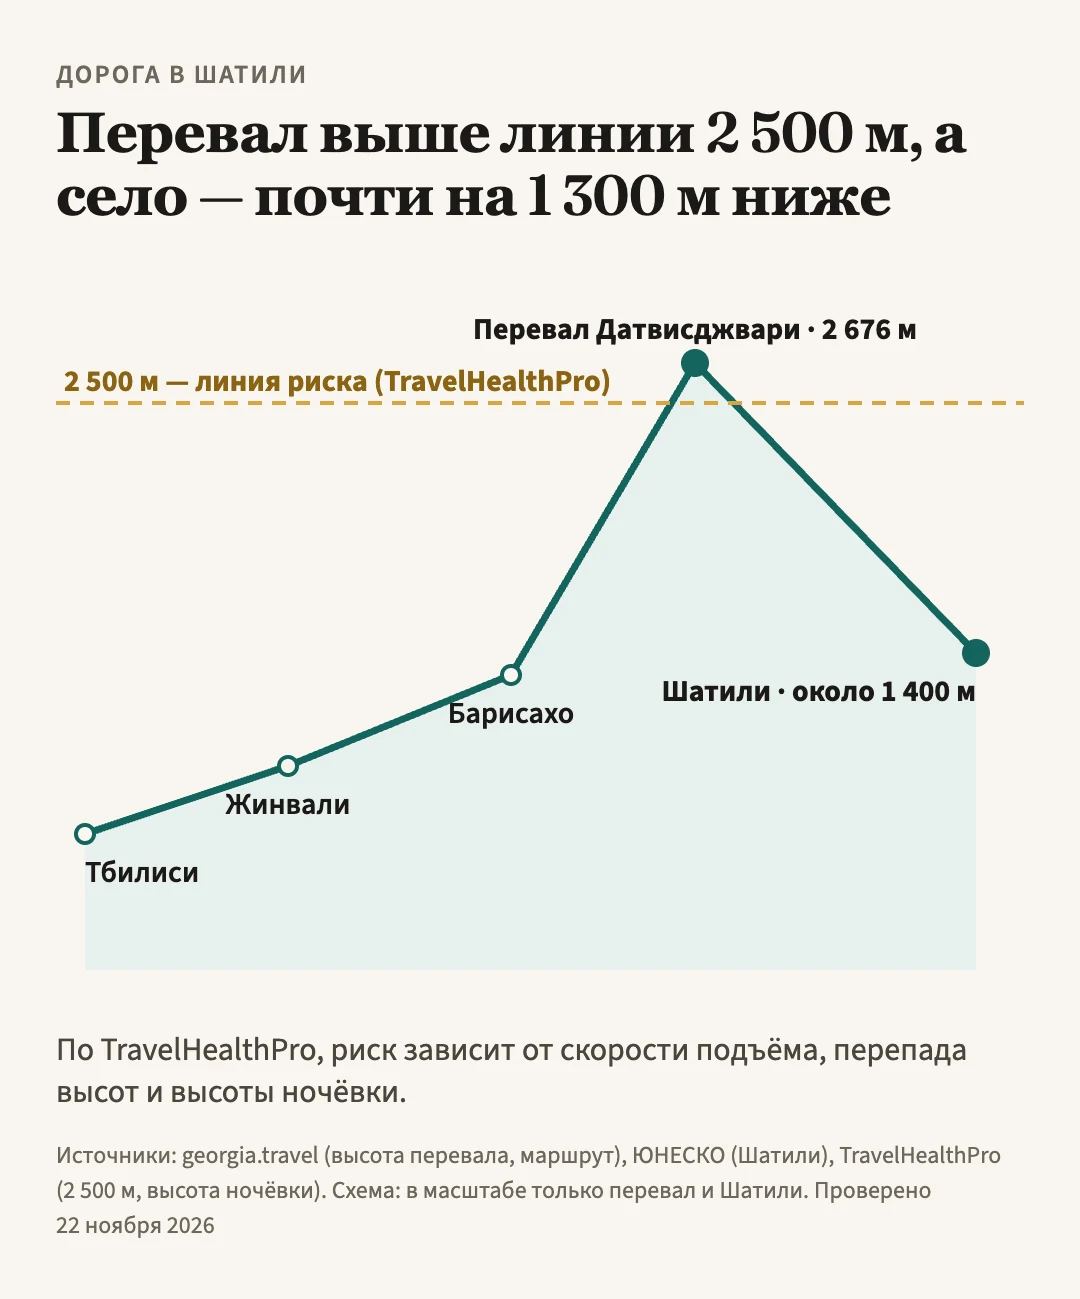 ДОРОГА В ШАТИЛИ
Перевал выше линии 2 500 м, а
село — почти на 1 300 м ниже
Перевал Датвисджвари · 2 676 м
2 500 м — линия риска (TravelHealthPro)
Шатили · около 1 400 м
Барисахо
Жинвали
Тбилиси
По TravelHealthPro, риск зависит от скорости подъёма, перепада
высот и высоты ночёвки.
Источники: georgia.travel (высота перевала, маршрут), ЮНЕСКО (Шатили), TravelHealthPro
(2 500 м, высота ночёвки). Схема: в масштабе только перевал и Шатили. Проверено
22 ноября 2026